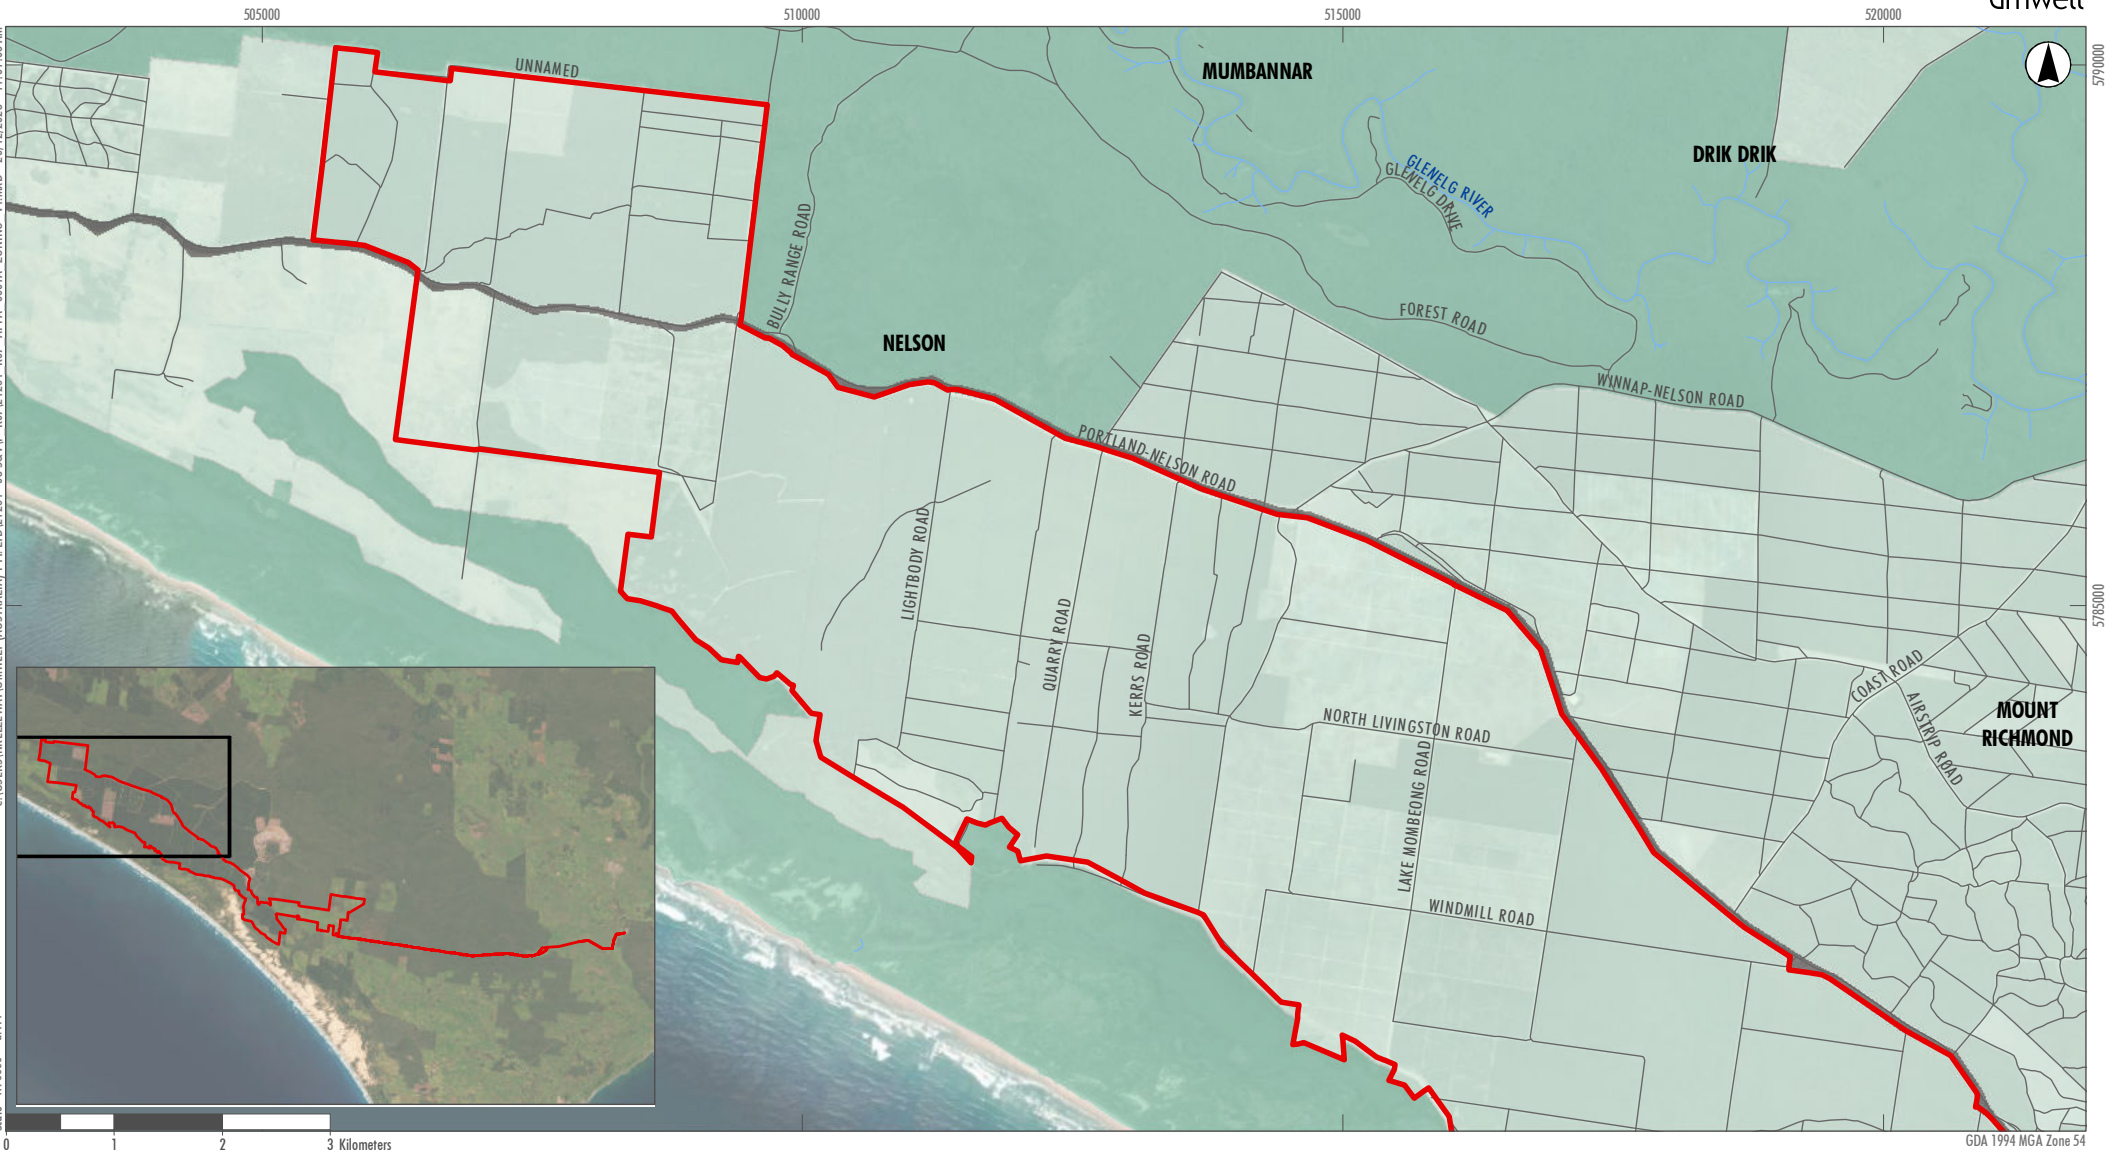 505000
510000
515000
520000
5790000
UNNAMED
MUMBANNAR
DRIK DRIK
GLENELG RIVER
GLENELG DRIVE
BULLY RANGE ROAD
FOREST ROAD
NELSON
WINNAP-NELSON ROAD
PORTLAND-NELSON ROAD
LIGHTBODY ROAD
QUARRY ROAD
KERRS ROAD
5785000
COAST ROAD
AIRSTRIP ROAD
MOUNT
RICHMOND
NORTH LIVINGSTON ROAD
LAKE MOMBEONG ROAD
WINDMILL ROAD
0 1 2 3 Kilometers
GDA 1994 MGA Zone 54